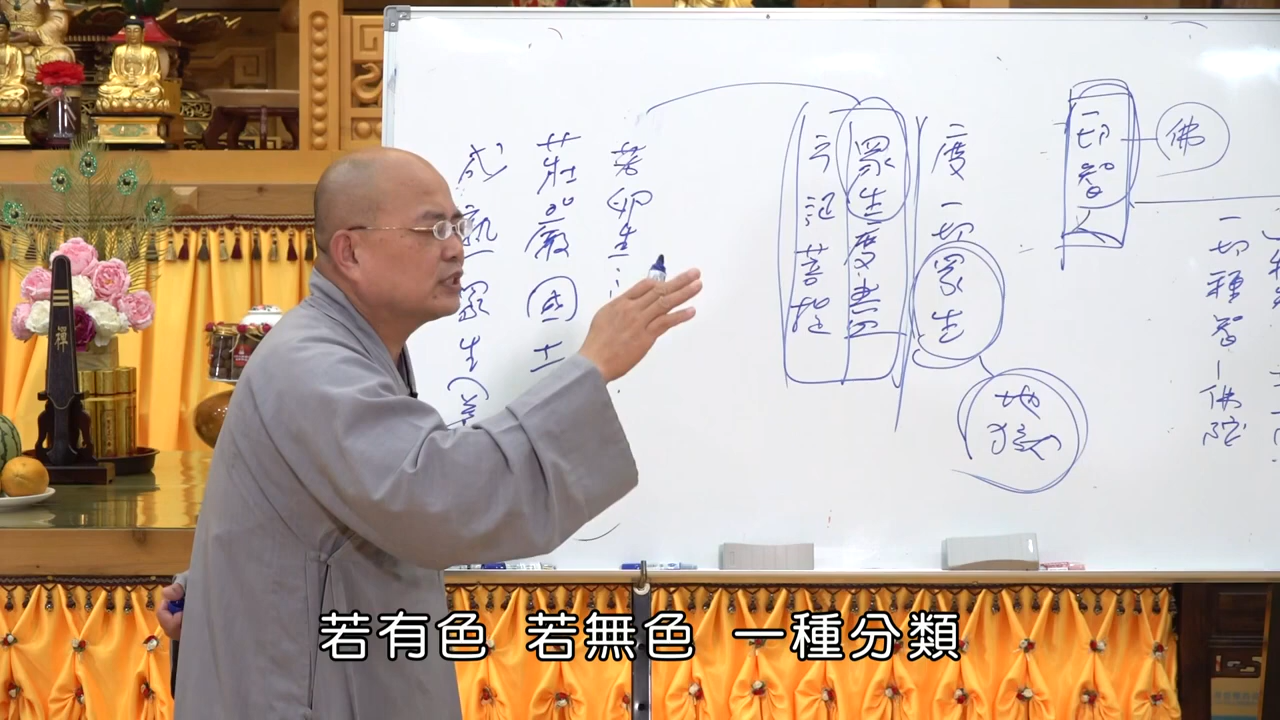 一切智人
佛
一切種智－佛陀
度一切眾生
地獄
眾生度盡
方證菩提
若卵生
莊嚴國土
成熟眾生
禪
若有色 若無色 一種分類